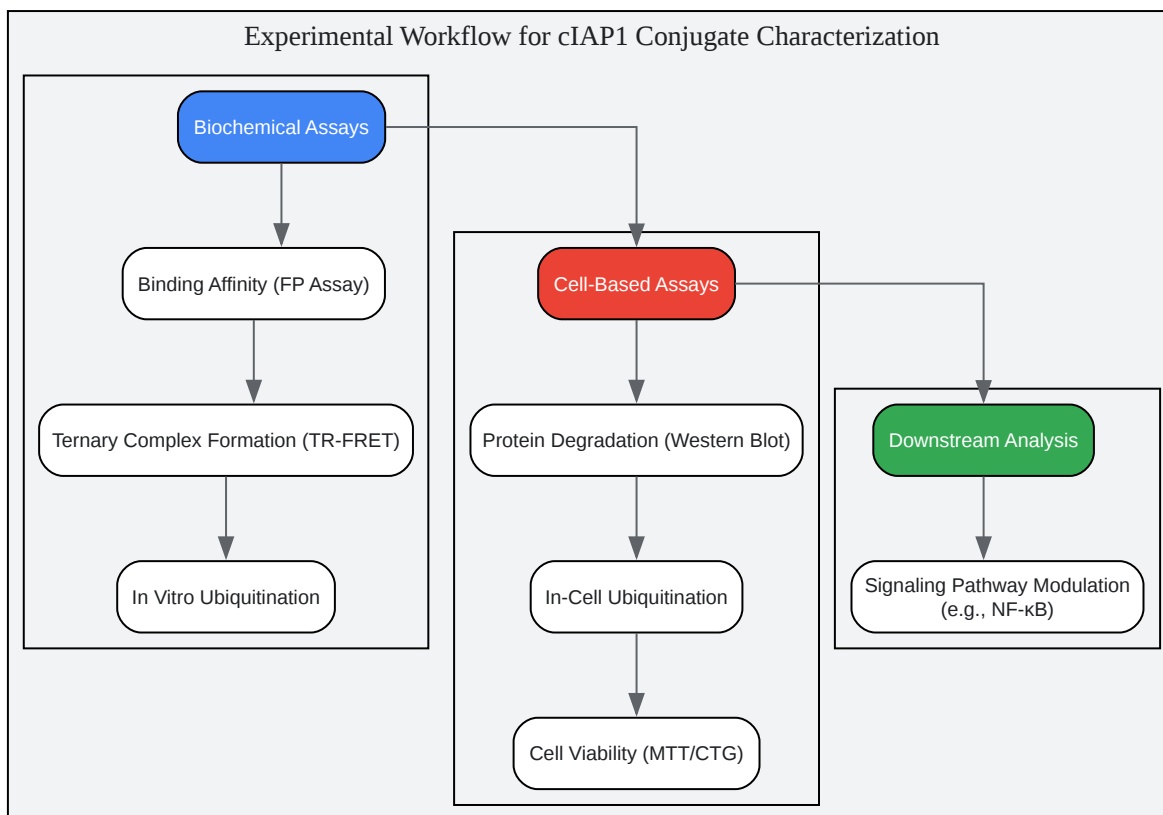 Experimental Workflow for cIAP1 Conjugate Characterization
Biochemical Assays
Binding Affinity (FP Assay)
Ternary Complex Formation (TR-FRET)
In Vitro Ubiquitination
Cell-Based Assays
Protein Degradation (Western Blot)
In-Cell Ubiquitination
Cell Viability (MTT/CTG)
Downstream Analysis
Signaling Pathway Modulation
(e.g., NF-κB)